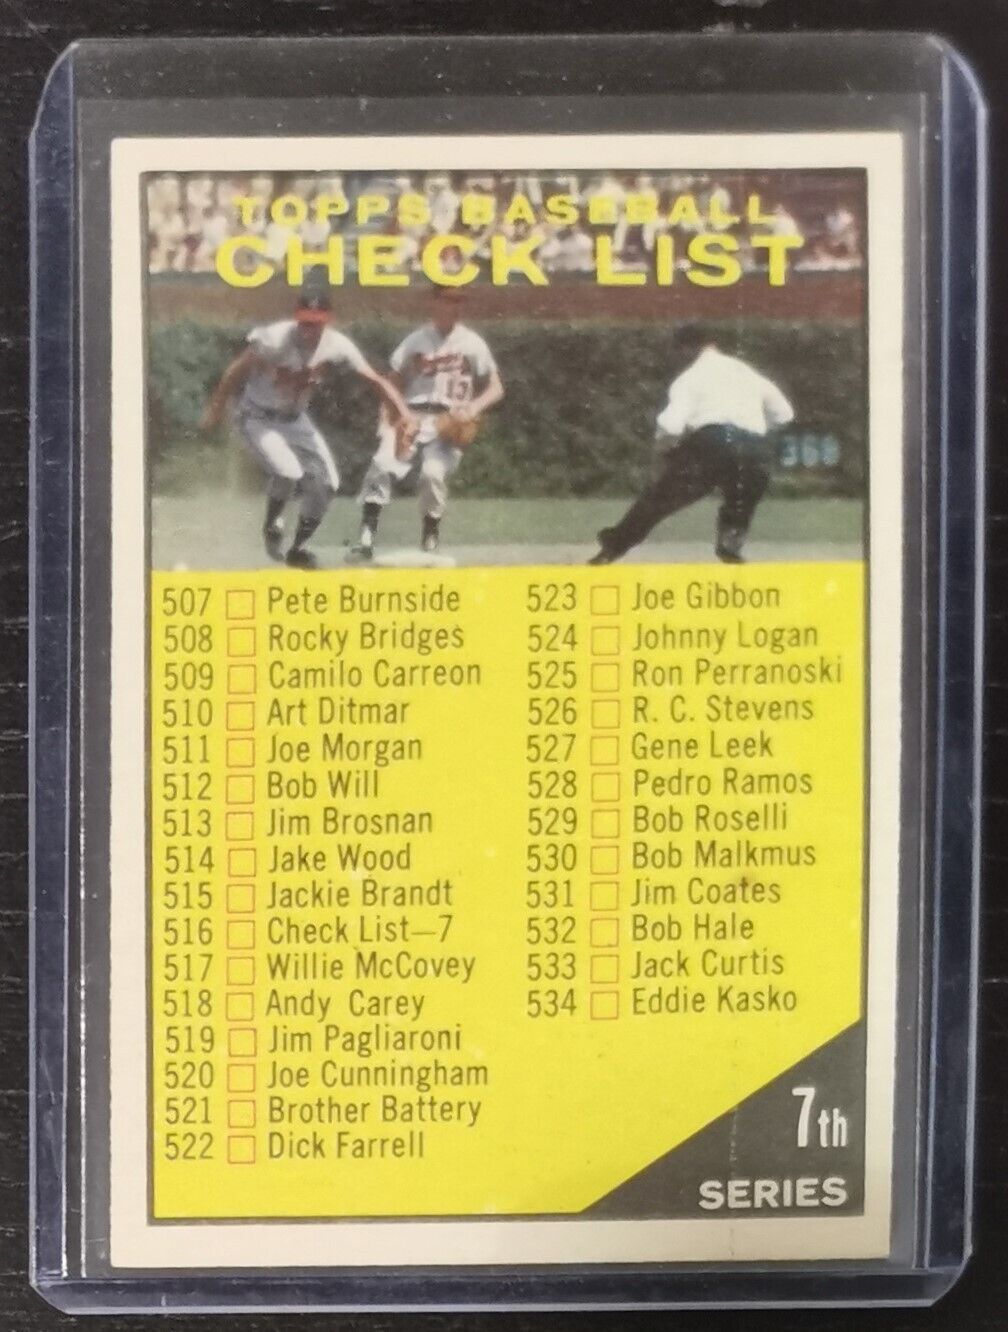 TOPPS BASEBALL
CHECK LIST
13
368
507 Pete Burnside
508 Rocky Bridges
509 Camilo Carreon
510 Art Ditmar
511 Joe Morgan
512 Bob Will
513 Jim Brosnan
514 Jake Wood
515 Jackie Brandt
516 Check List—7
517 Willie McCovey
518 Andy Carey
519 Jim Pagliaroni
520 Joe Cunningham
521 Brother Battery
522 Dick Farrell
523 Joe Gibbon
524 Johnny Logan
525 Ron Perranoski
526 R. C. Stevens
527 Gene Leek
528 Pedro Ramos
529 Bob Roselli
530 Bob Malkmus
531 Jim Coates
532 Bob Hale
533 Jack Curtis
534 Eddie Kasko
7th
SERIES